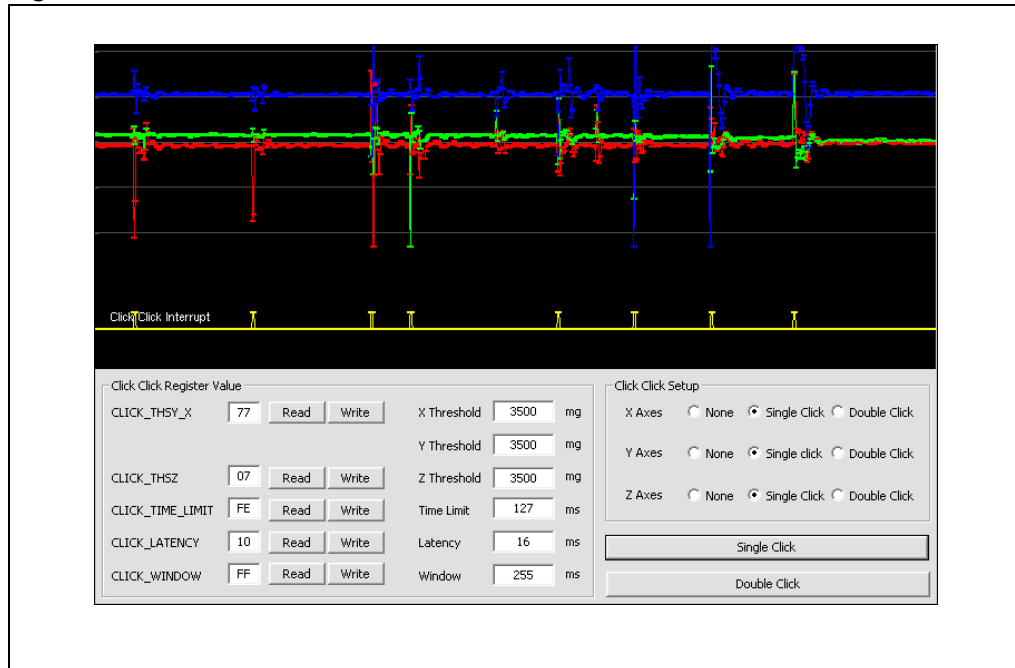 Click Click Interrupt
Click Click Register Value
CLICK_THSY_X 77 Read Write X Threshold 3500 mg
Y Threshold 3500 mg
CLICK_THSZ 07 Read Write Z Threshold 3500 mg
CLICK_TIME_LIMIT FE Read Write Time Limit 127 ms
CLICK_LATENCY 10 Read Write Latency 16 ms
CLICK_WINDOW FF Read Write Window 255 ms
Click Click Setup
X Axes None Single Click Double Click
Y Axes None Single click Double Click
Z Axes None Single Click Double Click
Single Click
Double Click